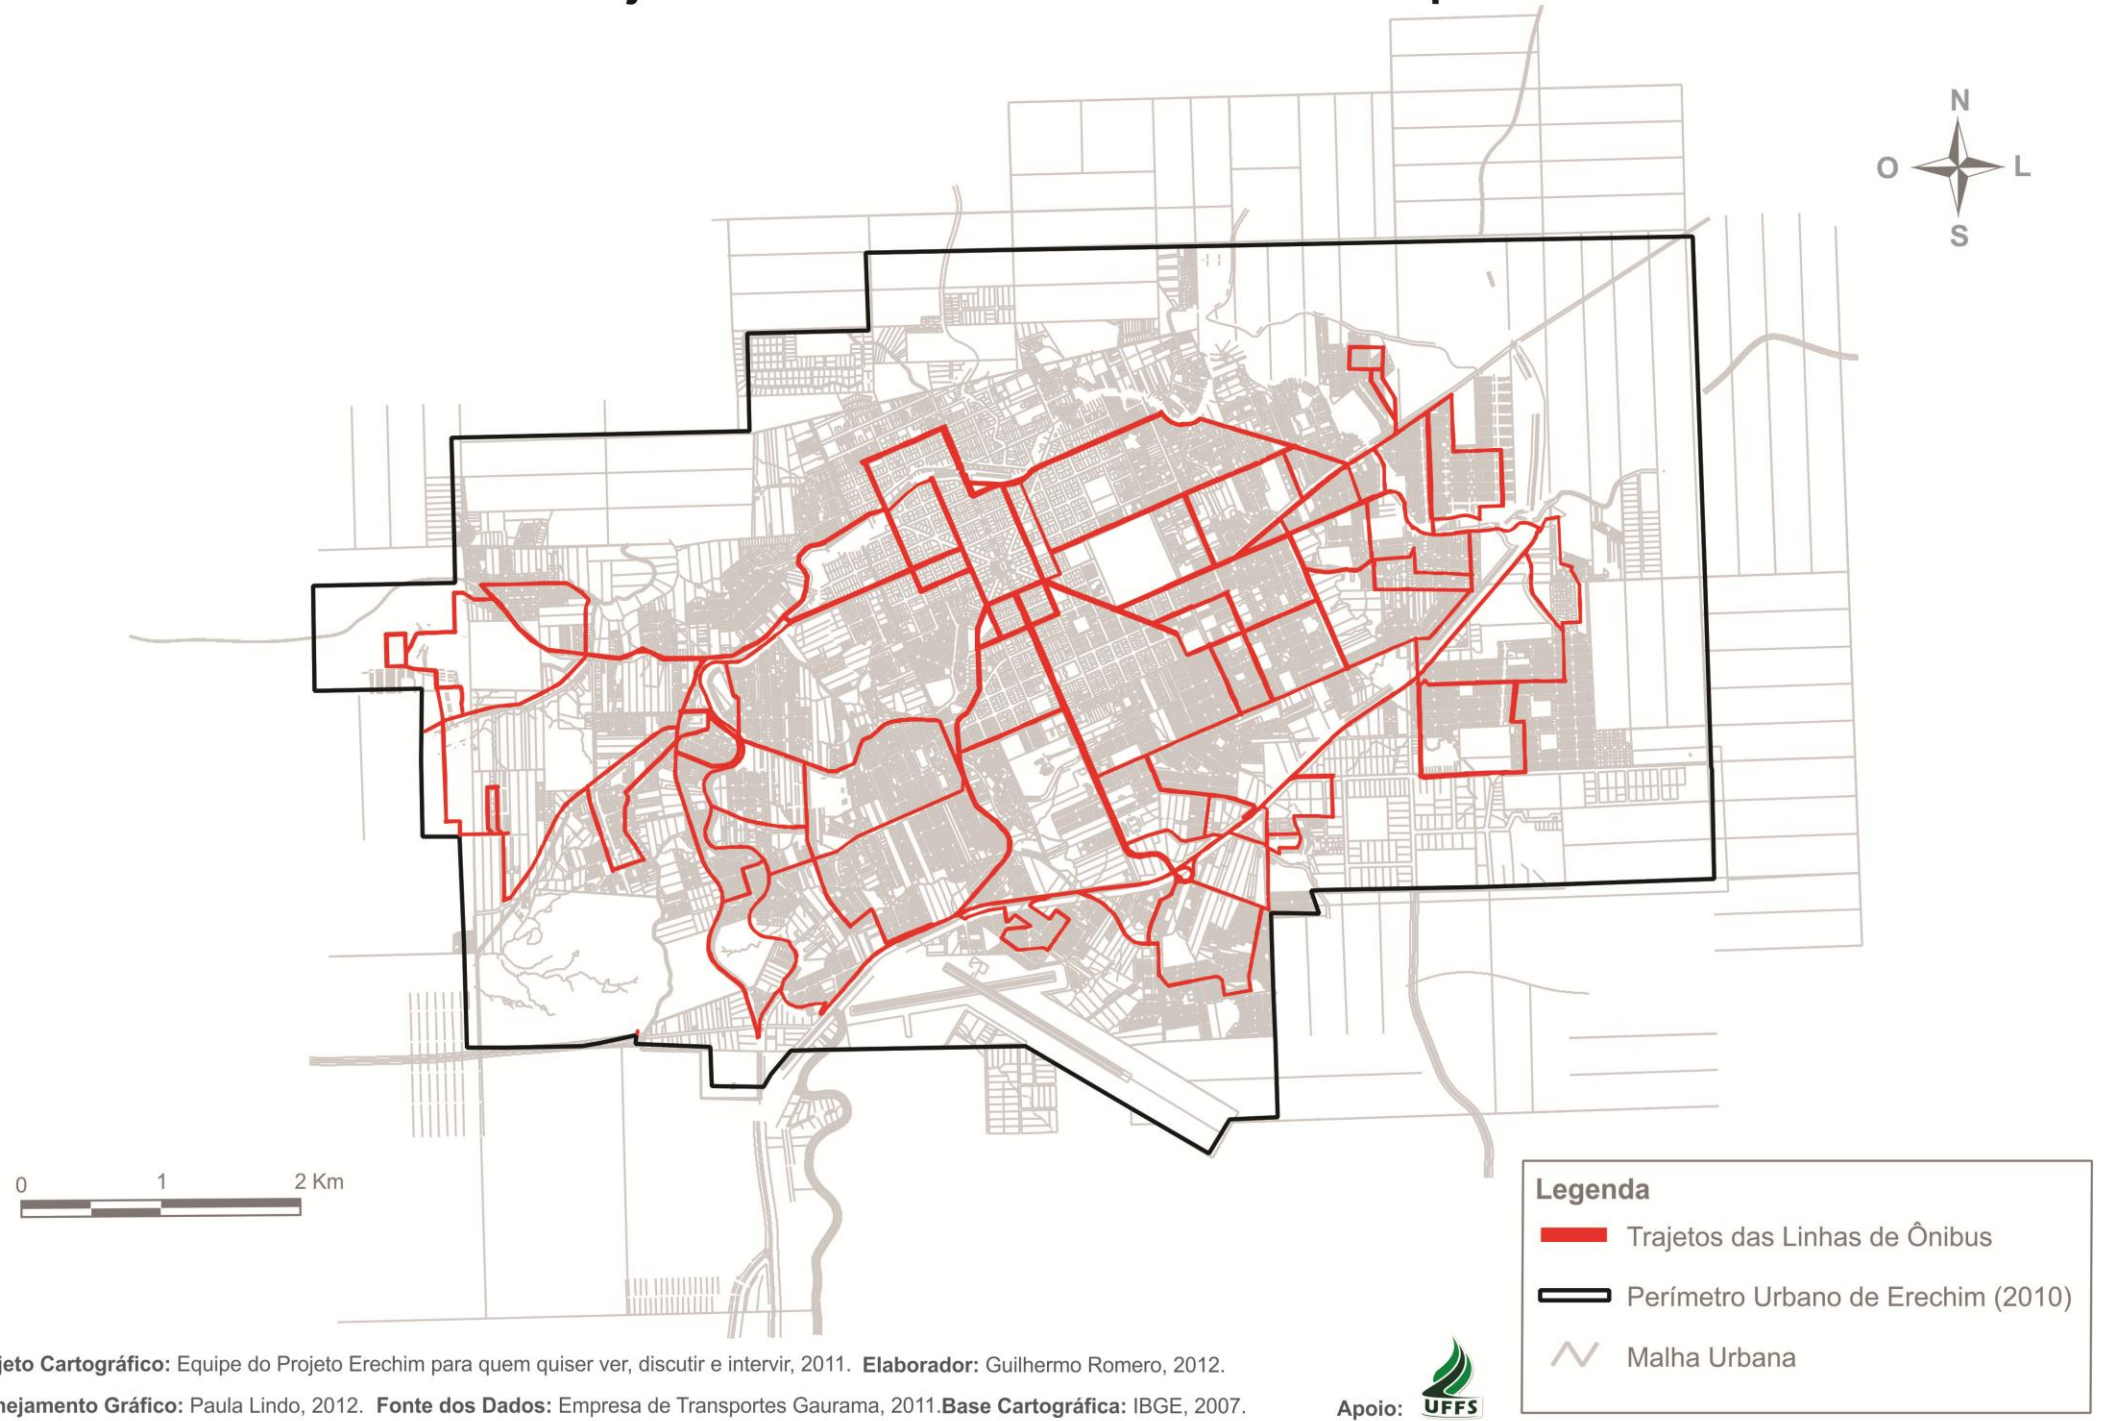 N
O L
S
0 1 2 Km
Legenda
Trajetos das Linhas de Ônibus
Perímetro Urbano de Erechim (2010)
Malha Urbana
jeto Cartográfico: Equipe do Projeto Erechim para quem quiser ver, discutir e intervir, 2011. Elaborador: Guilhermo Romero, 2012.
nejamento Gráfico: Paula Lindo, 2012. Fonte dos Dados: Empresa de Transportes Gaurama, 2011.Base Cartográfica: IBGE, 2007.
Apoio: UFFS